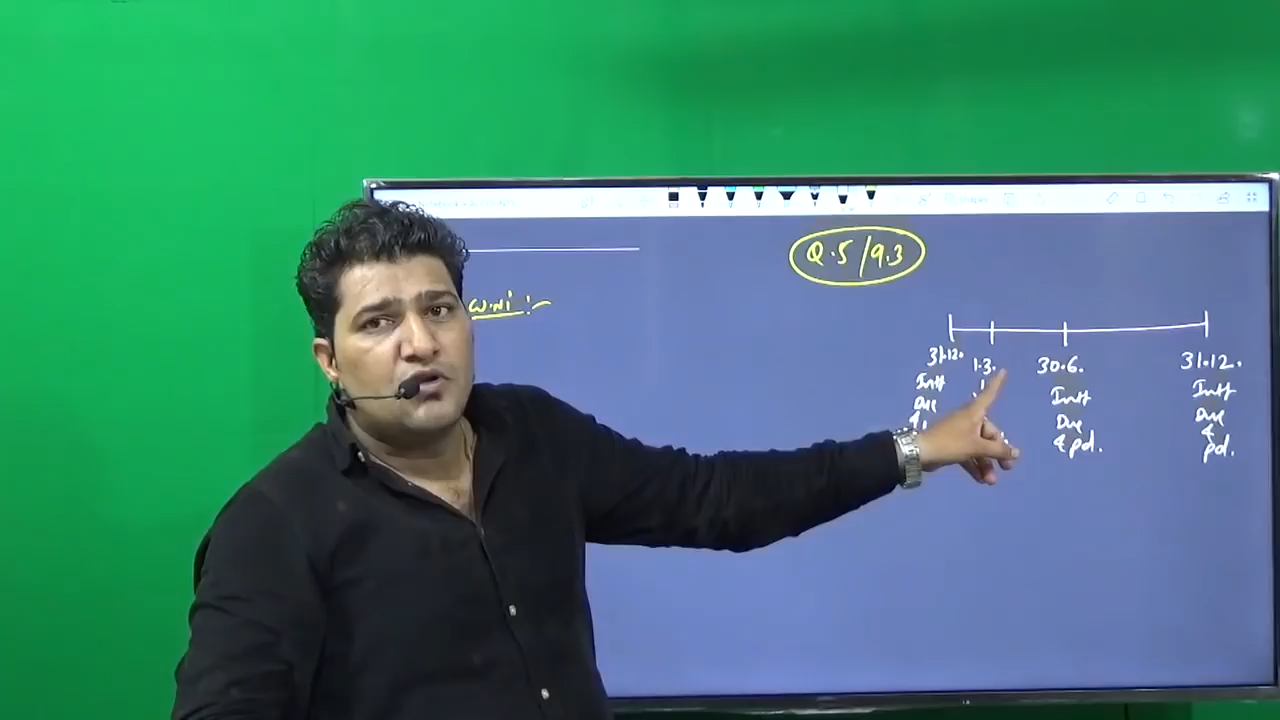 Q.5/9.3
W.N1 :-
31.12. 1.3. 30.6. 31.12.
Intt Intt Intt
Due Due Due
& & pd. &
pd.